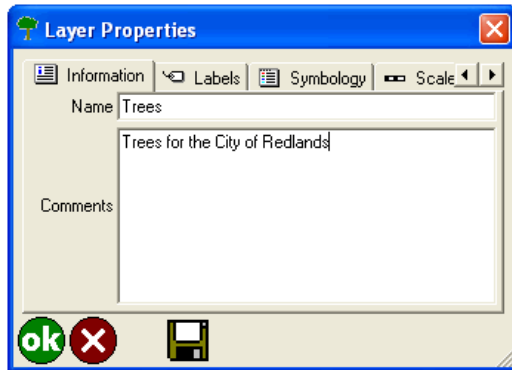 Layer Properties
Information Labels Symbology Scale
Name Trees
Trees for the City of Redlands
Comments
ok